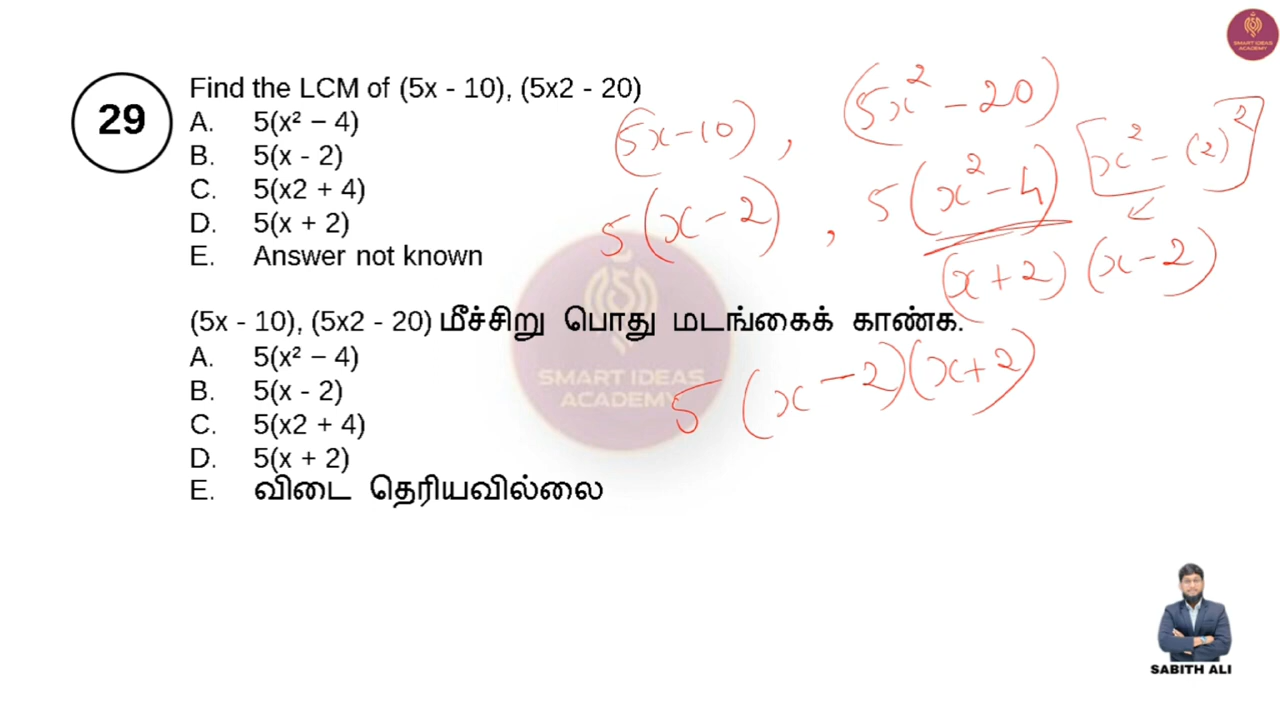 SMART IDEAS
ACADEMY
29
Find the LCM of (5x - 10), (5x2 - 20)
A. 5(x² – 4)
B. 5(x - 2)
C. 5(x2 + 4)
D. 5(x + 2)
E. Answer not known
(5x-10) , (5x² - 20)
5(x-2) , 5(x²-4) [x² - (2)²]
(x+2) (x-2)
(5x - 10), (5x2 - 20) மீச்சிறு பொது மடங்கைக் காண்க.
A. 5(x² – 4)
B. 5(x - 2)
C. 5(x2 + 4)
D. 5(x + 2)
E. விடை தெரியவில்லை
5 (x-2)(x+2)
SMART IDEAS
ACADEMY
SABITH ALI